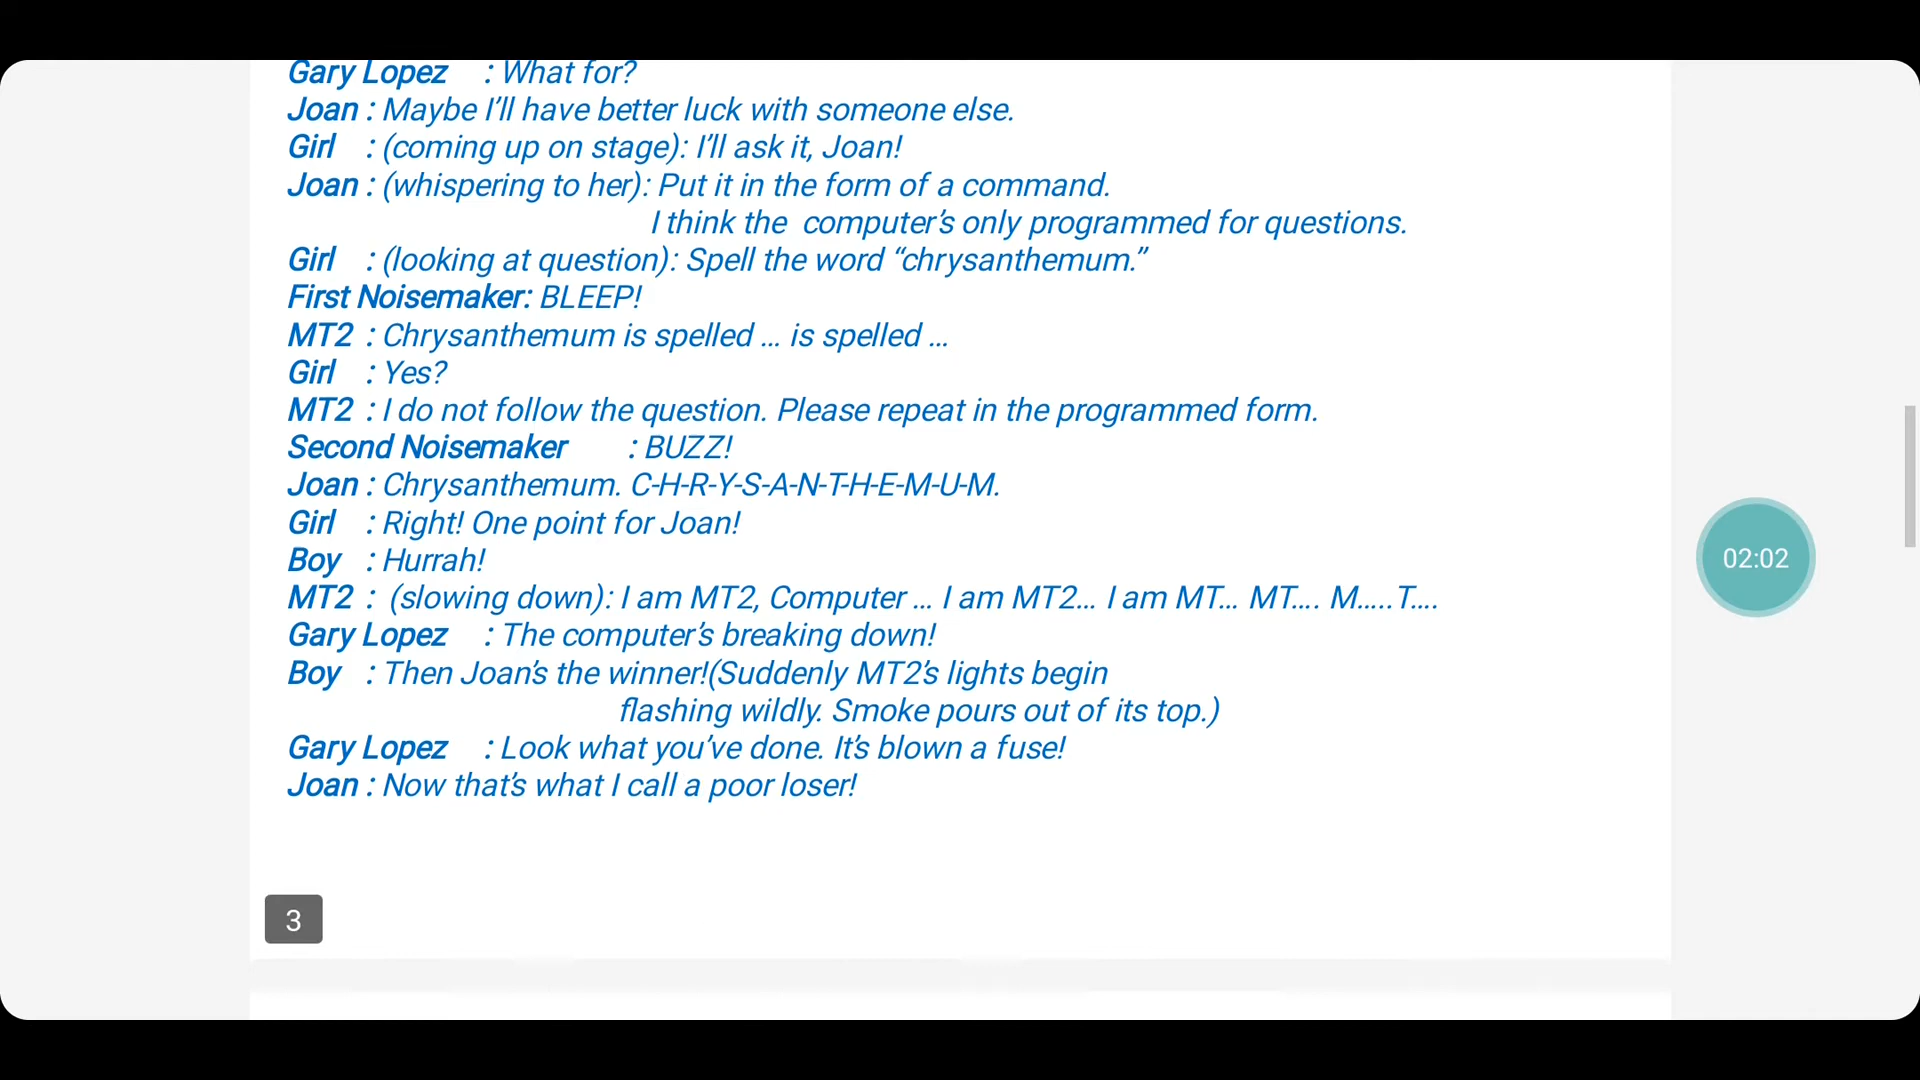 Gary Lopez : What for?
Joan : Maybe I’ll have better luck with someone else.
Girl : (coming up on stage): I’ll ask it, Joan!
Joan : (whispering to her): Put it in the form of a command.
I think the computer’s only programmed for questions.
Girl : (looking at question): Spell the word “chrysanthemum.”
First Noisemaker: BLEEP!
MT2 : Chrysanthemum is spelled ... is spelled ...
Girl : Yes?
MT2 : I do not follow the question. Please repeat in the programmed form.
Second Noisemaker : BUZZ!
Joan : Chrysanthemum. C-H-R-Y-S-A-N-T-H-E-M-U-M.
Girl : Right! One point for Joan!
Boy : Hurrah!
MT2 : (slowing down): I am MT2, Computer ... I am MT2... I am MT... MT.... M.....T....
Gary Lopez : The computer’s breaking down!
Boy : Then Joan’s the winner!(Suddenly MT2’s lights begin
flashing wildly. Smoke pours out of its top.)
Gary Lopez : Look what you’ve done. It’s blown a fuse!
Joan : Now that’s what I call a poor loser!
02:02
3